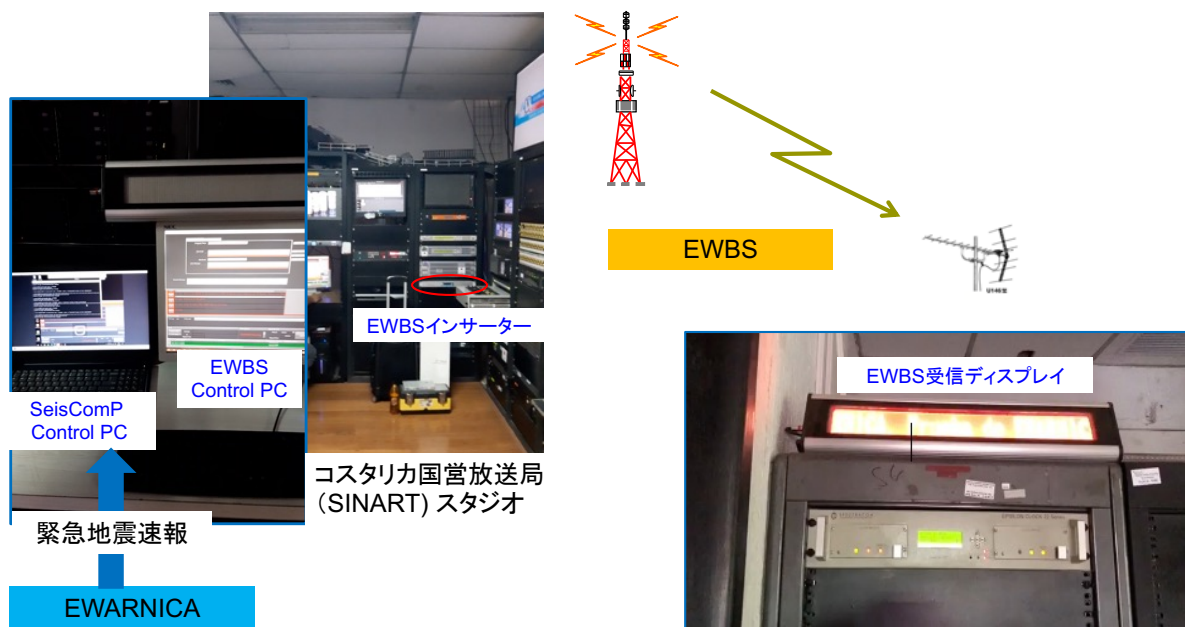 EWBS
EWBSインサーター
EWBS
Control PC
SeisComP
Control PC
コスタリカ国営放送局
（SINART) スタジオ
緊急地震速報
EWARNICA
EWBS受信ディスプレイ